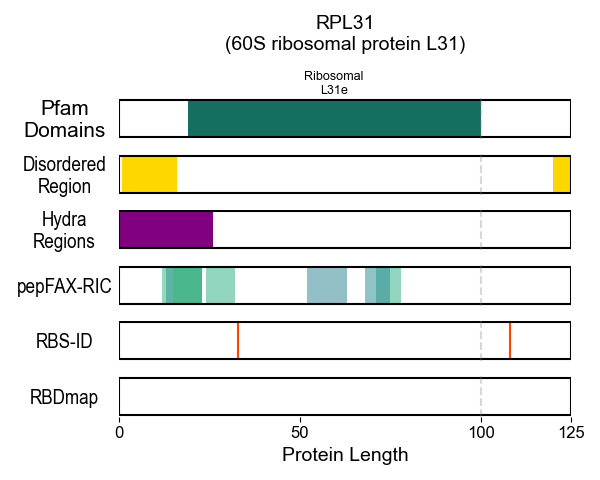 RPL31
(60S ribosomal protein L31)
Ribosomal
L31e
Pfam
Domains
Disordered
Region
Hydra
Regions
pepFAX-RIC
RBS-ID
RBDmap
0 50 100 125
Protein Length